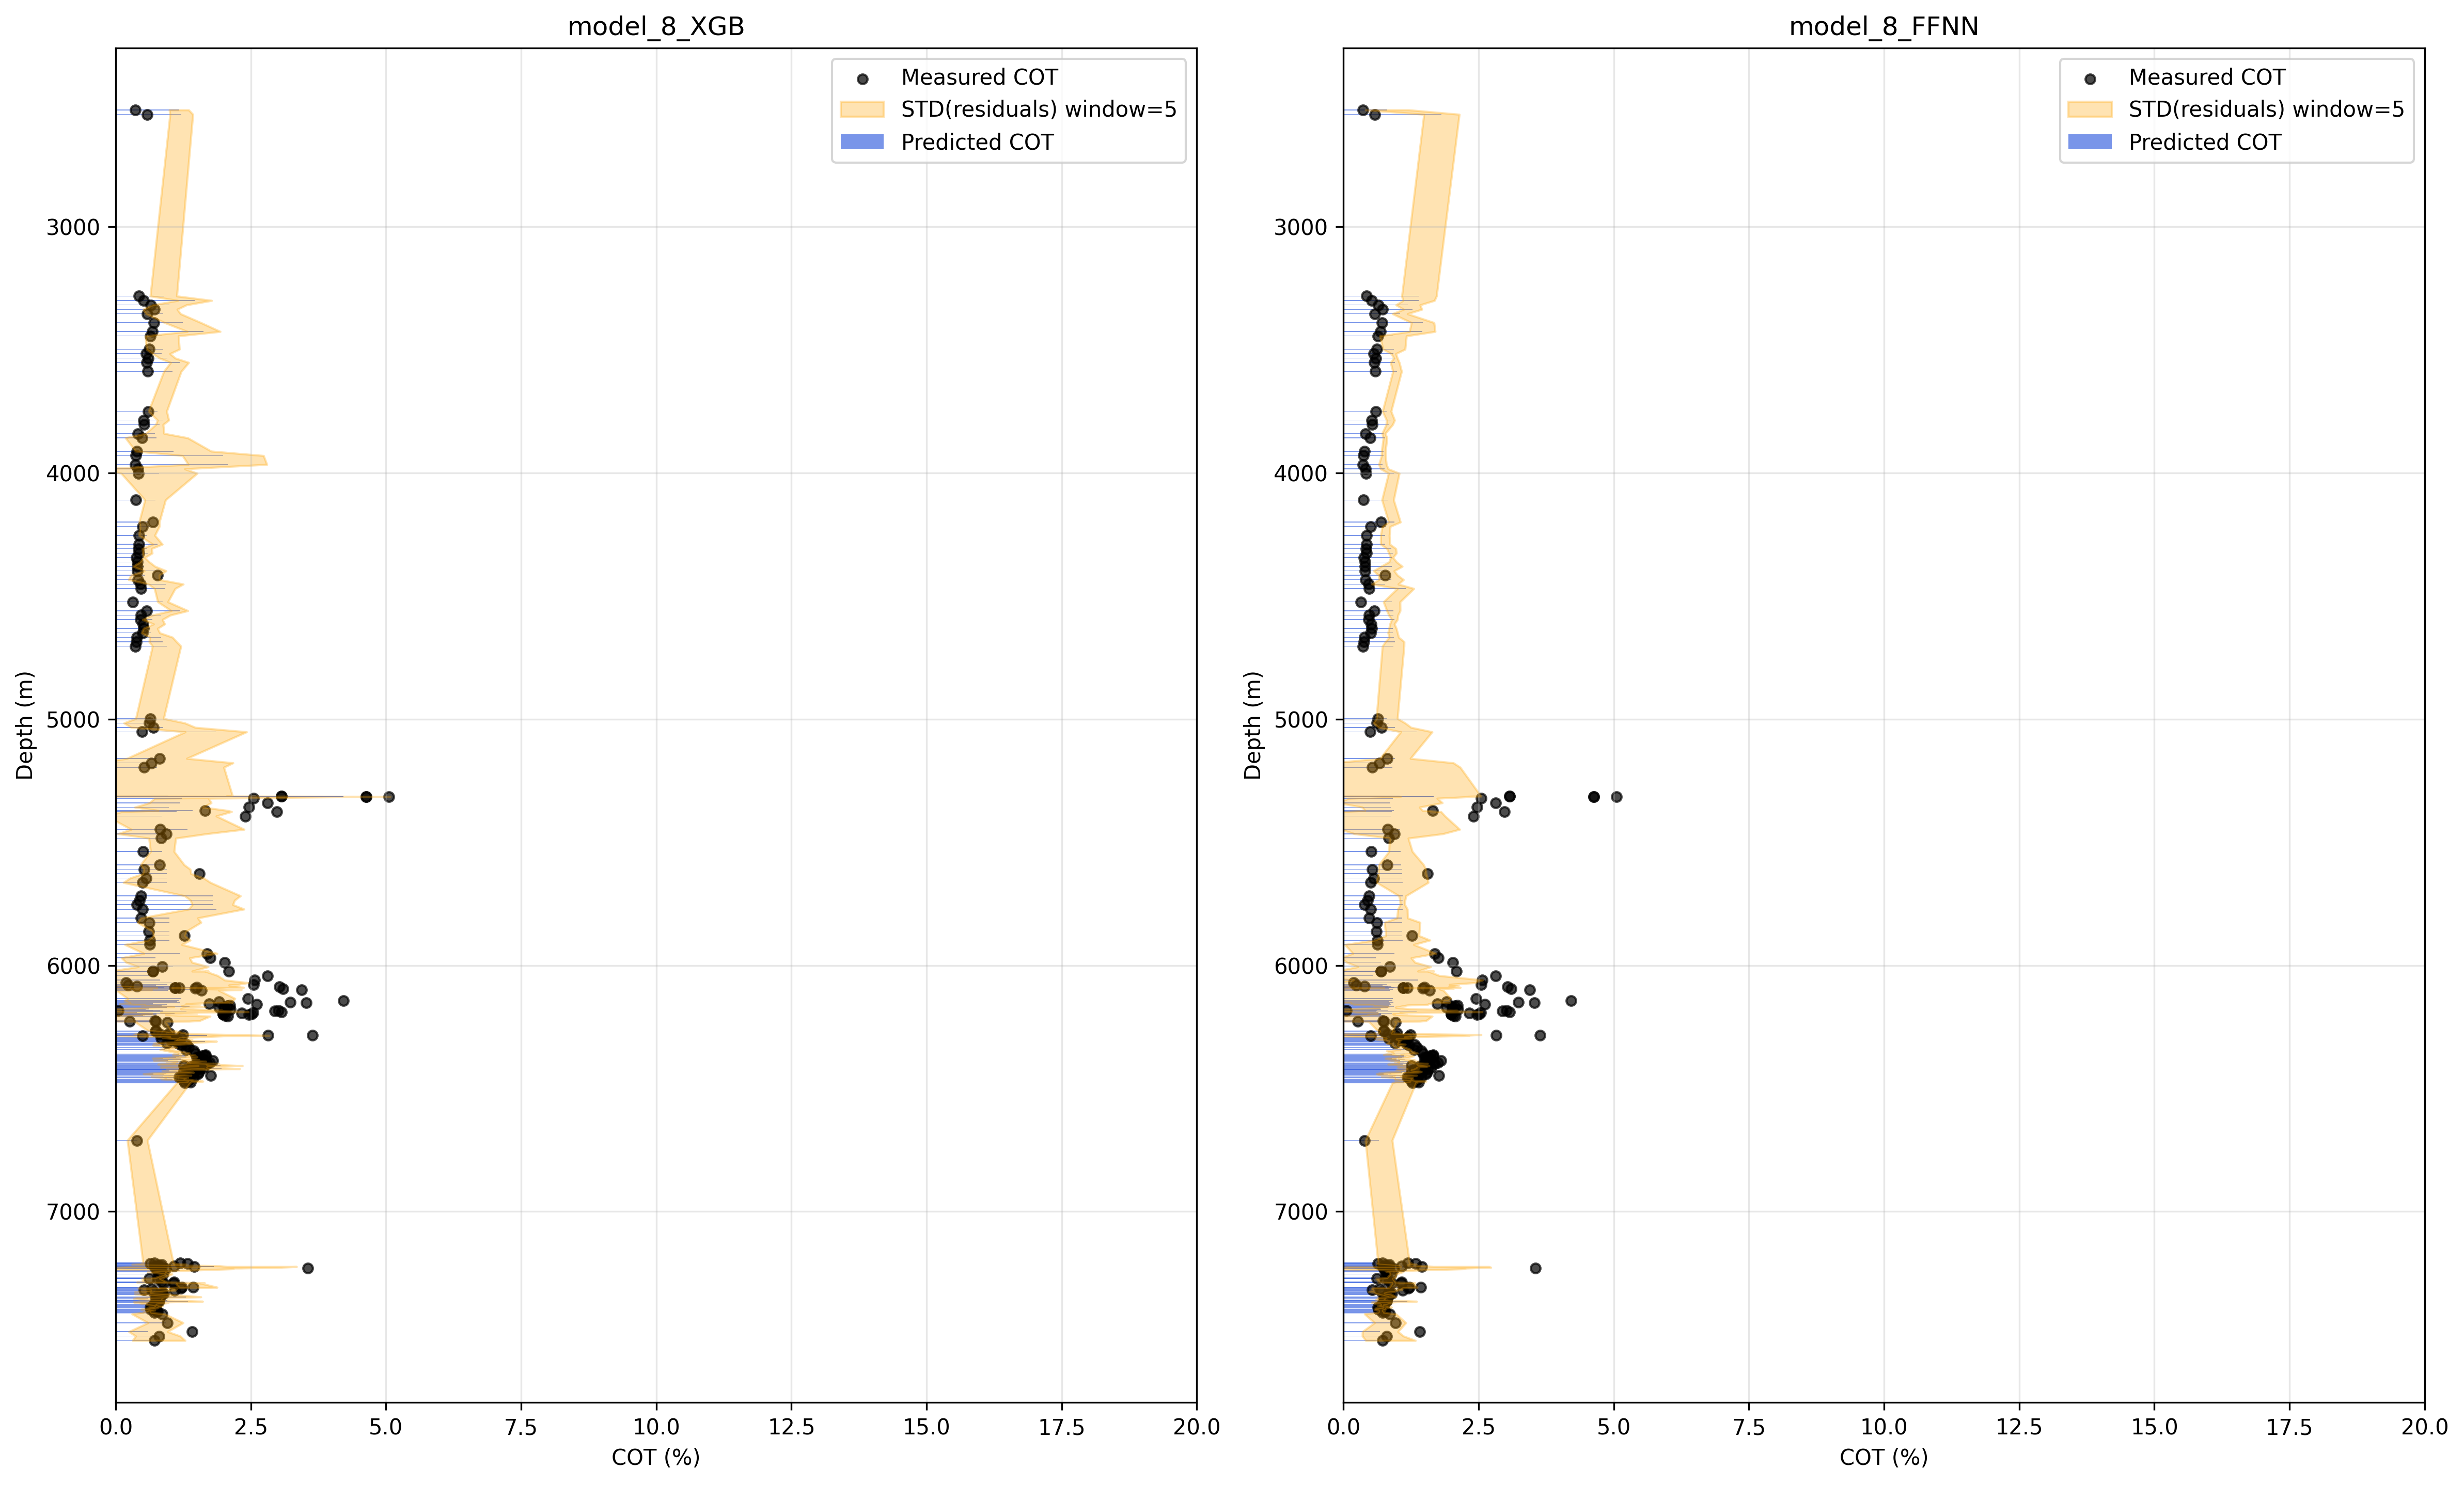 model_8_XGB
Measured COT
STD(residuals) window=5
Predicted COT
3000
4000
5000
6000
7000
Depth (m)
0.0 2.5 5.0 7.5 10.0 12.5 15.0 17.5 20.0
COT (%)
model_8_FFNN
Measured COT
STD(residuals) window=5
Predicted COT
3000
4000
5000
6000
7000
Depth (m)
0.0 2.5 5.0 7.5 10.0 12.5 15.0 17.5 20.0
COT (%)